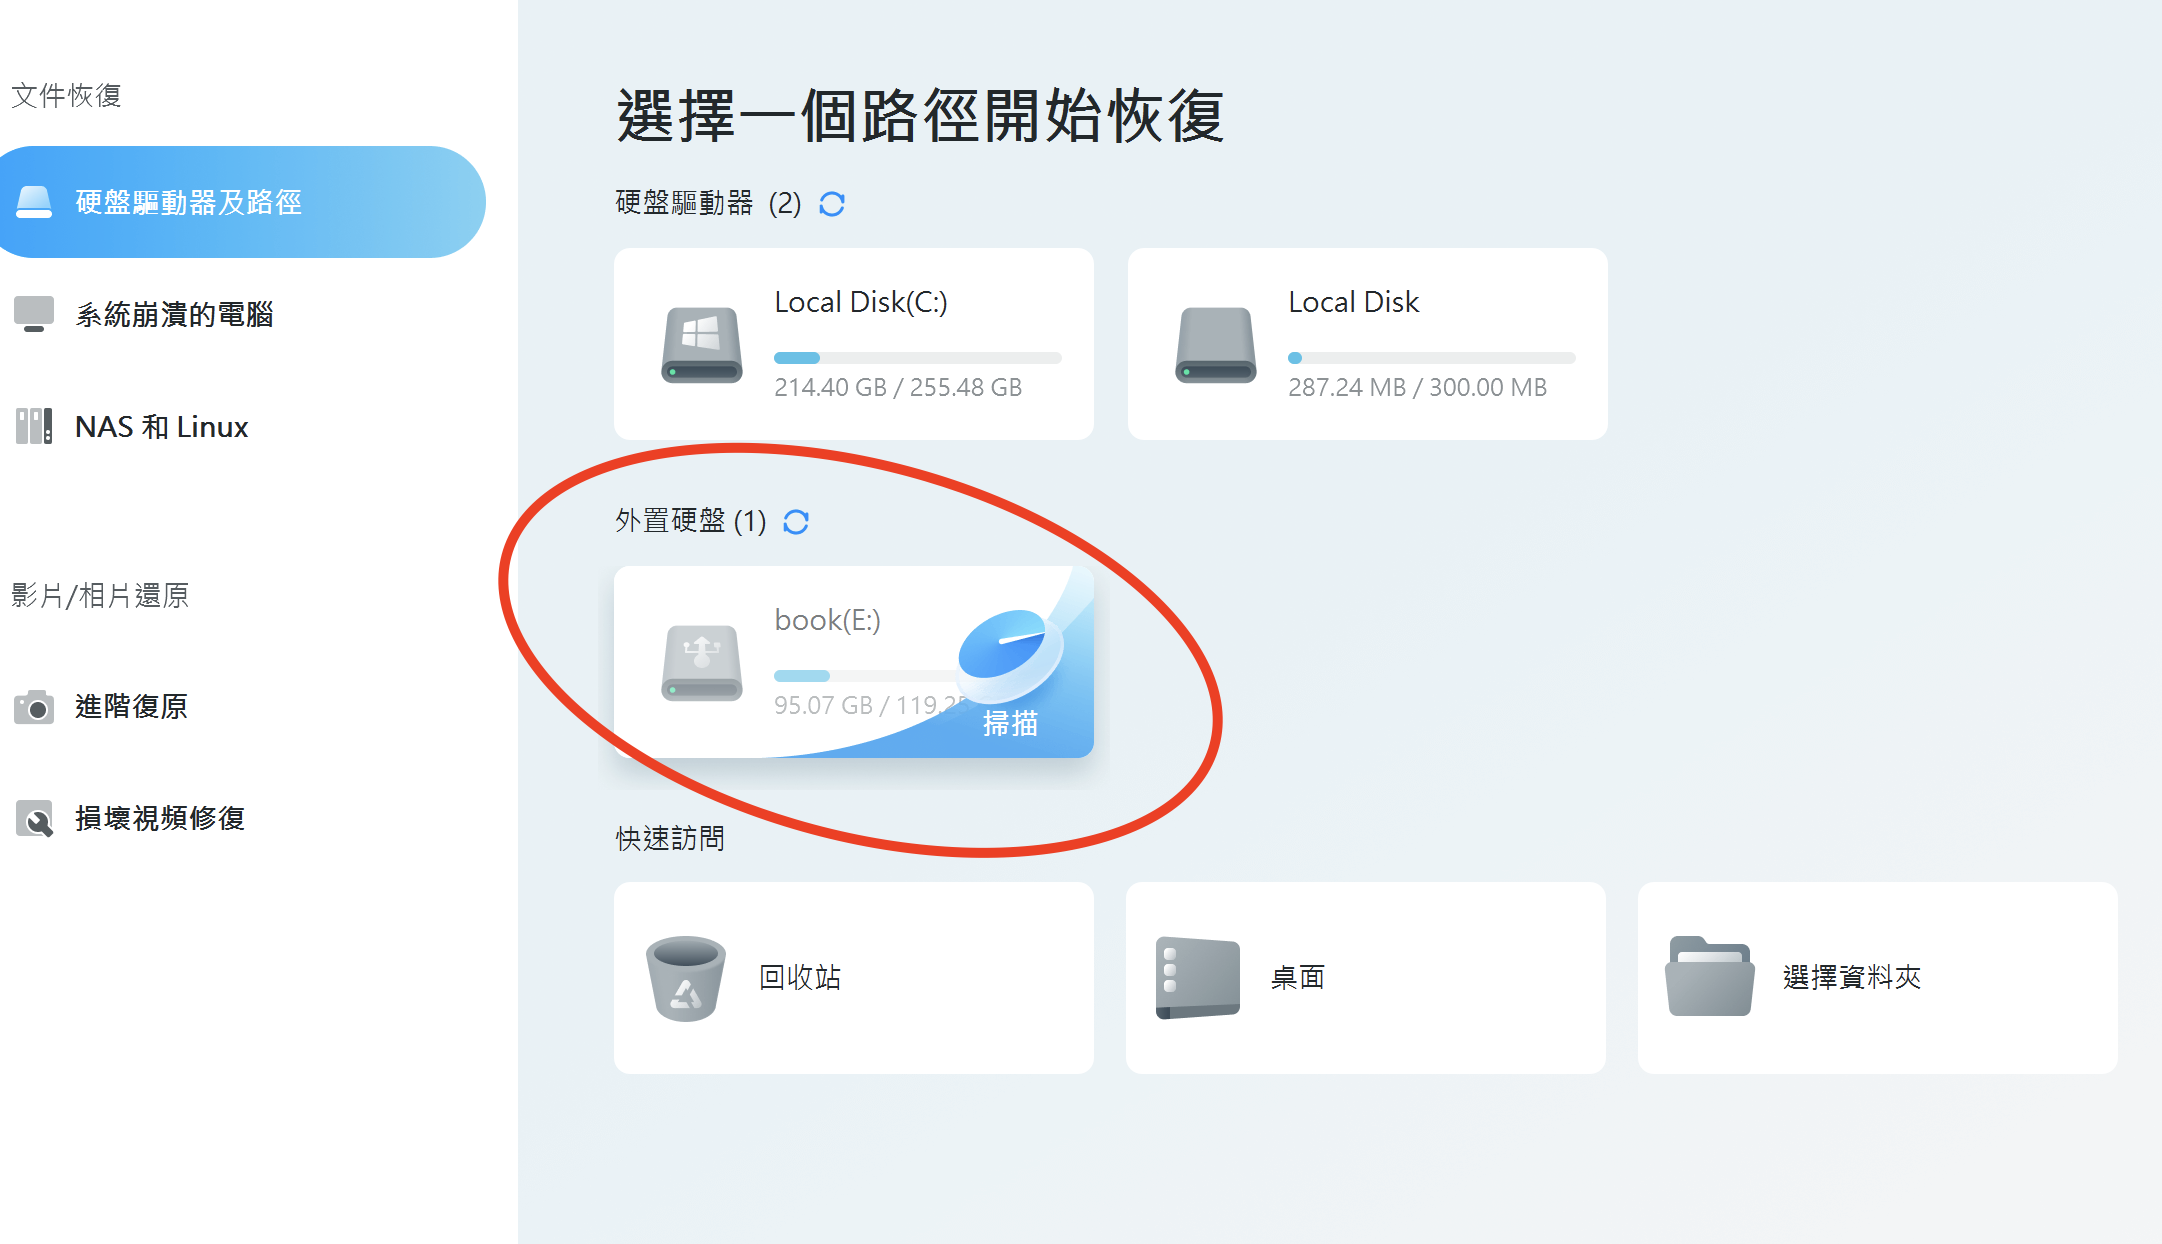 文件恢復
硬盤驅動器及路徑
系統崩潰的電腦
NAS 和 Linux
影片/相片還原
進階復原
損壞視頻修復
選擇一個路徑開始恢復
硬盤驅動器 (2)
Local Disk(C:)
214.40 GB / 255.48 GB
Local Disk
287.24 MB / 300.00 MB
外置硬盤 (1)
book(E:)
95.07 GB / 119.25
掃描
快速訪問
回收站
桌面
選擇資料夾